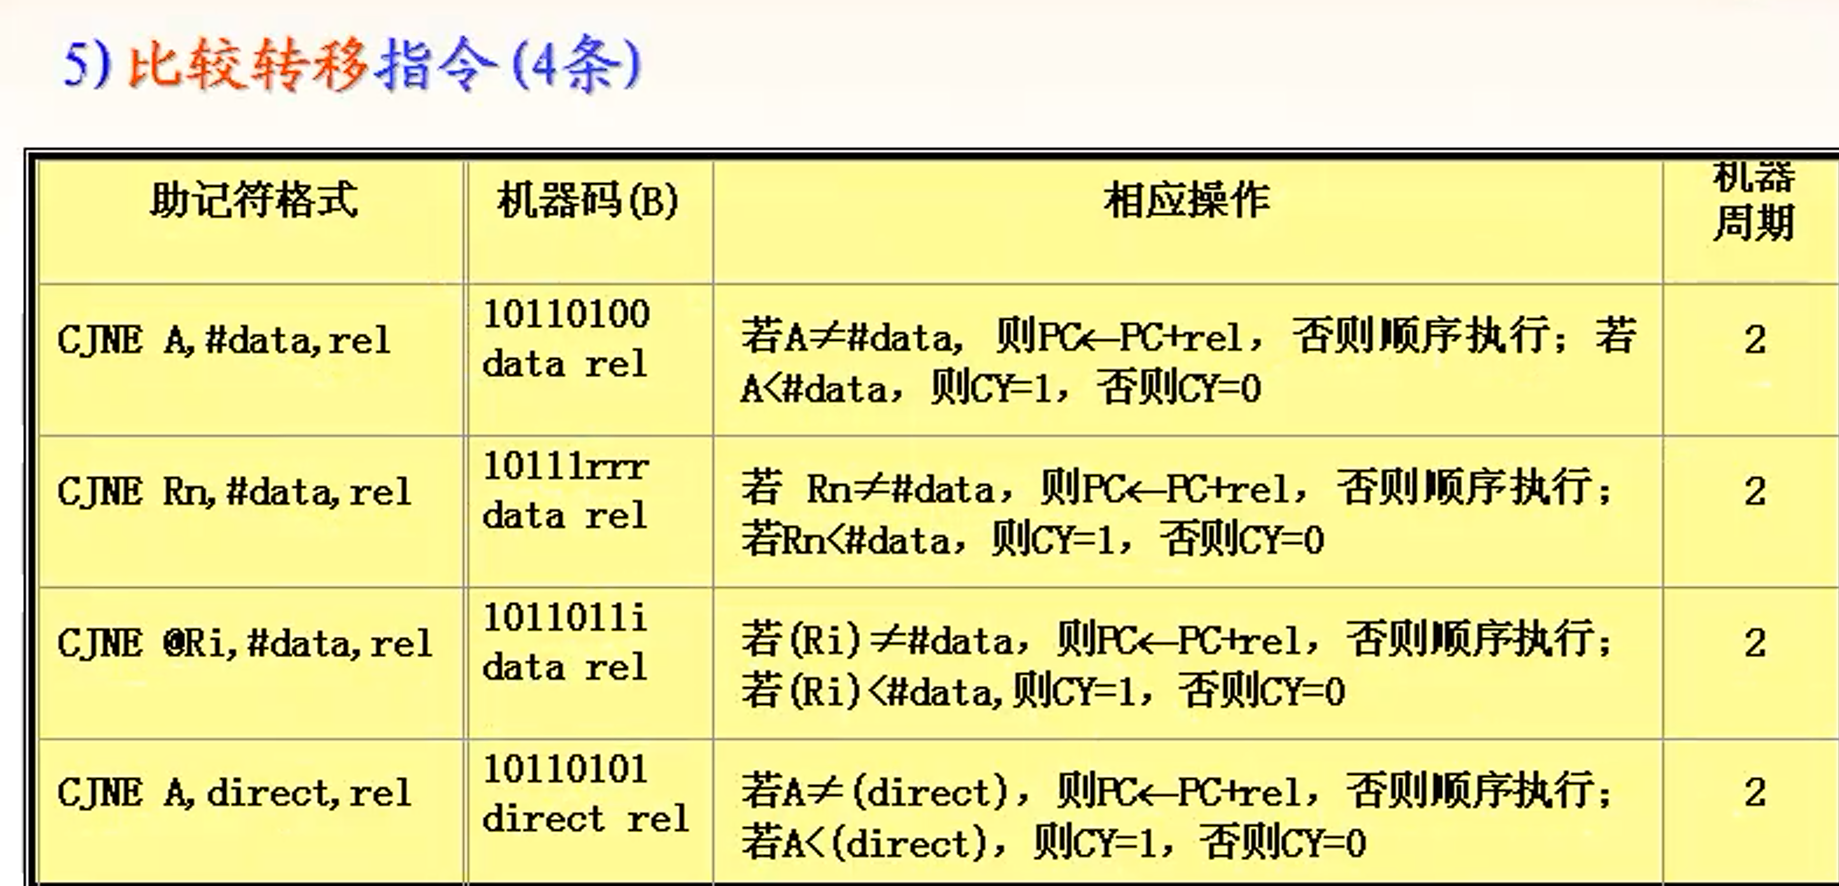 5)比较转移指令(4条)
助记符格式
机器码(B)
相应操作
机器
周期
CJNE A,#data,rel
10110100
data rel
若A≠#data, 则PC←PC+rel，否则顺序执行；若
A<#data，则CY=1，否则CY=0
2
CJNE Rn,#data,rel
10111rrr
data rel
若 Rn≠#data，则PC←PC+rel，否则顺序执行；
若Rn<#data，则CY=1，否则CY=0
2
CJNE @Ri,#data,rel
1011011i
data rel
若(Ri)≠#data，则PC←PC+rel，否则顺序执行；
若(Ri)<#data,则CY=1，否则CY=0
2
CJNE A,direct,rel
10110101
direct rel
若A≠(direct)，则PC←PC+rel，否则顺序执行；
若A<(direct)，则CY=1，否则CY=0
2